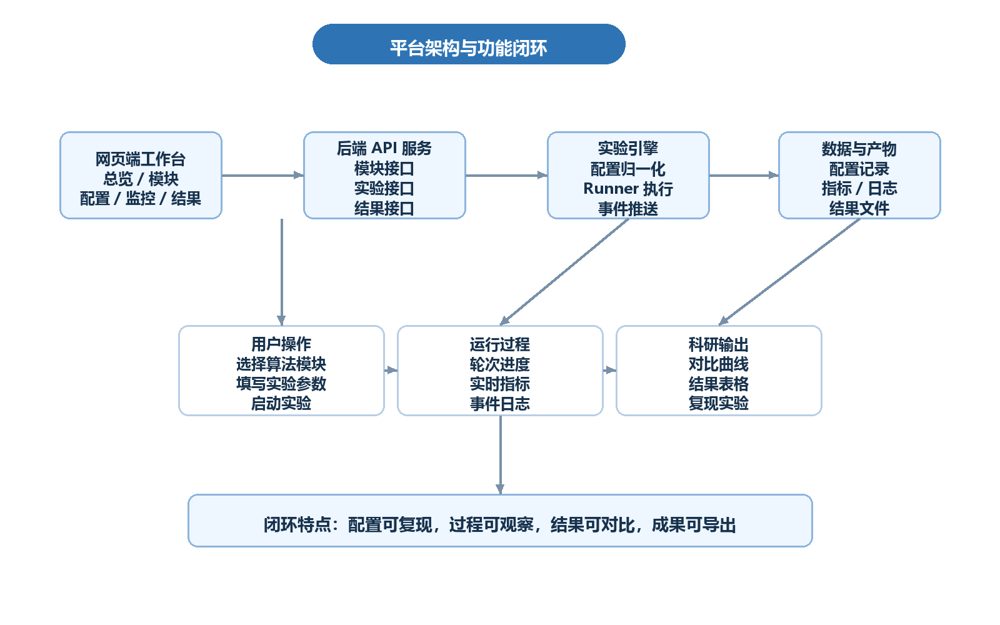 平台架构与功能闭环
网页端工作台
总览 / 模块
配置 / 监控 / 结果
后端 API 服务
模块接口
实验接口
结果接口
实验引擎
配置归一化
Runner 执行
事件推送
数据与产物
配置记录
指标 / 日志
结果文件
用户操作
选择算法模块
填写实验参数
启动实验
运行过程
轮次进度
实时指标
事件日志
科研输出
对比曲线
结果表格
复现实验
闭环特点：配置可复现，过程可观察，结果可对比，成果可导出